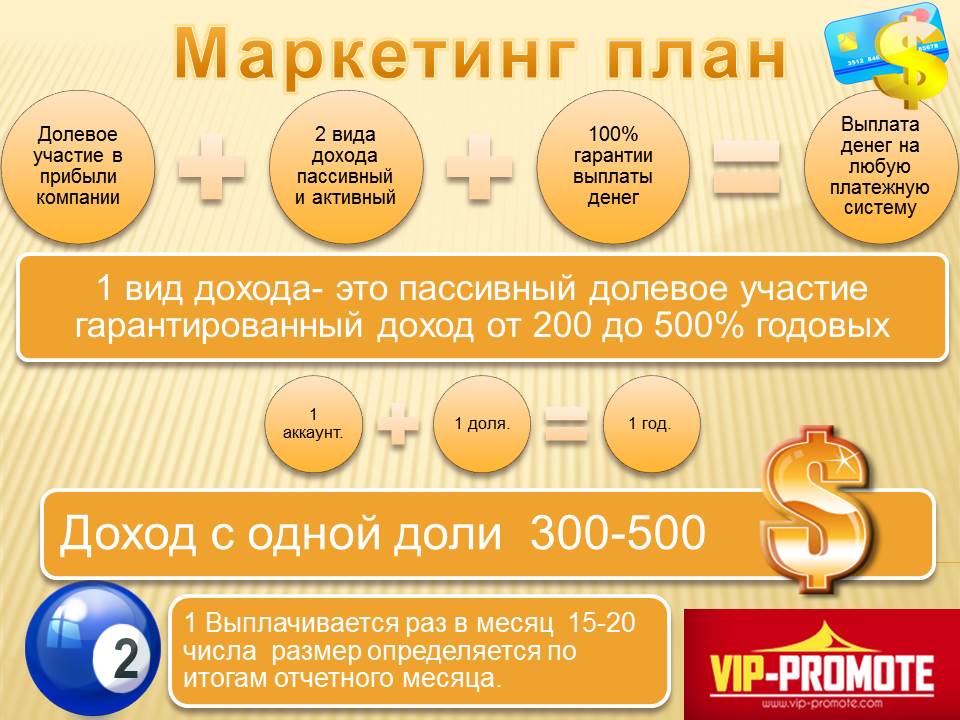 Маркетинг план
Долевое
участие в
прибыли
компании
2 вида
дохода
пассивный
и активный
100%
гарантии
выплаты
денег
Выплата
денег на
любую
платежную
систему
1 вид дохода- это пассивный долевое участие
гарантированный доход от 200 до 500% годовых
1
аккаунт.
1 доля.
1 год.
Доход с одной доли 300-500
2
1 Выплачивается раз в месяц 15-20
числа размер определяется по
итогам отчетного месяца.
VIP-PROMOTE
www.vip-promote.com